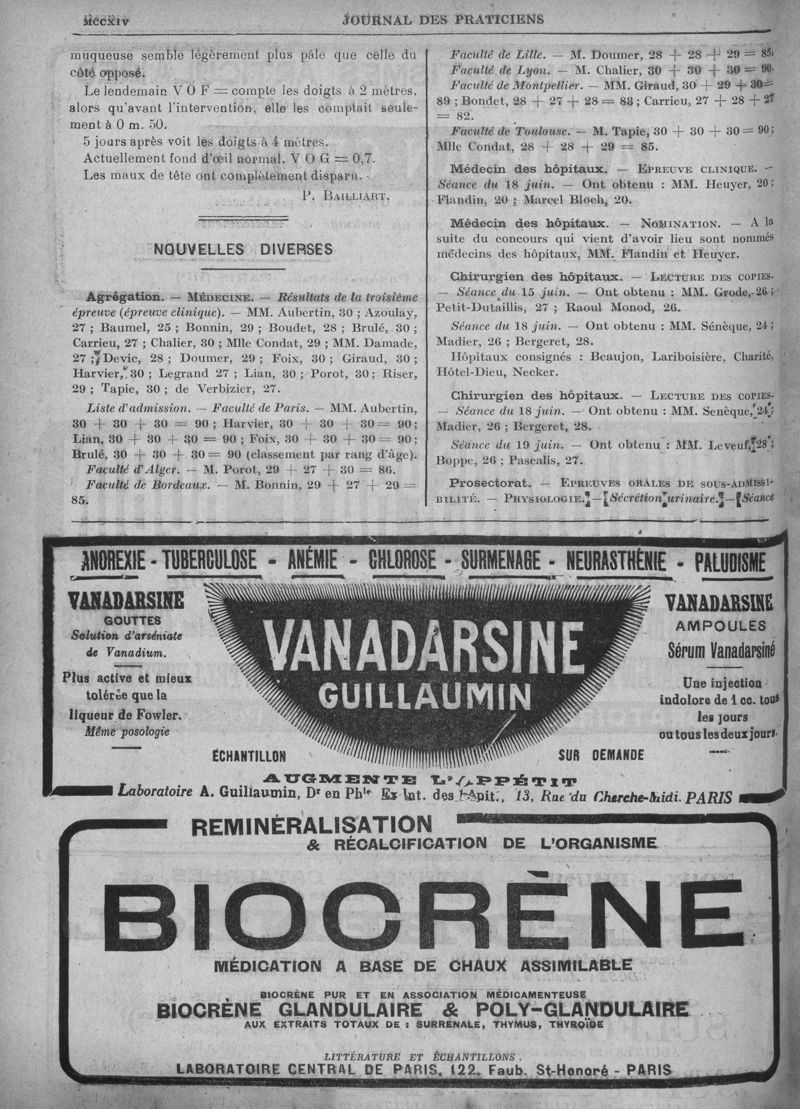 MCCXIV
JOURNAL DES PRATICIENS
muqueuse semble légèrement plus pâle que celle du
côté opposé.
Le lendemain V O F = compte les doigts à 2 mètres,
alors qu'avant l'intervention, elle les comptait seule-
ment à 0 m. 50.
5 jours après voit les doigts à 4 mètres.
Actuellement fond d'œil normal. V O G = 0,7.
Les maux de tête ont complètement disparu.
P. BAILLIART.
NOUVELLES DIVERSES
Agrégation. — MÉDECINE. — Résultats de la troisième
épreuve (épreuve clinique). — MM. Aubertin, 30 ; Azoulay,
27 ; Baumel, 25 ; Bonnin, 29 ; Boudet, 28 ; Brulé, 30 ;
Carrieu, 27 ; Chalier, 30 ; Mlle Condat, 29 ; MM. Damade,
27 ; Devic, 28 ; Doumer, 29 ; Foix, 30 ; Giraud, 30 ;
Harvier, 30 ; Legrand 27 ; Lian, 30 ; Porot, 30 ; Riser,
29 ; Tapie, 30 ; de Verbizier, 27.
Liste d'admission. — Faculté de Paris. — MM. Aubertin,
30 + 30 + 30 = 90 ; Harvier, 30 + 30 + 30 = 90 ;
Lian, 30 + 30 + 30 = 90 ; Foix, 30 + 30 + 30 = 90 ;
Brulé, 30 + 30 + 30 = 90 (classement par rang d'âge).
Faculté d'Alger. — M. Porot, 29 + 27 + 30 = 86.
Faculté de Bordeaux. — M. Bonnin, 29 + 27 + 29 =
85.
Faculté de Lille. — M. Doumer, 28 + 28 + 29 = 85.
Faculté de Lyon. — M. Chalier, 30 + 30 + 30 = 90.
Faculté de Montpellier. — MM. Giraud, 30 + 29 + 30 =
89 ; Bondet, 28 + 27 + 28 = 83 ; Carrieu, 27 + 28 + 27
= 82.
Faculté de Toulouse. — M. Tapie, 30 + 30 + 30 = 90 ;
Mlle Condat, 28 + 28 + 29 = 85.
Médecin des hôpitaux. — EPREUVE CLINIQUE. —
Séance du 18 juin. — Ont obtenu : MM. Heuyer, 20 ;
Flandin, 20 ; Marcel Bloch, 20.
Médecin des hôpitaux. — NOMINATION. — A la
suite du concours qui vient d'avoir lieu sont nommés
médecins des hôpitaux, MM. Flandin et Heuyer.
Chirurgien des hôpitaux. — LECTURE DES COPIES.
— Séance du 15 juin. — Ont obtenu : MM. Grode, 26 ;
Petit-Dutaillis, 27 ; Raoul Monod, 26.
Séance du 18 juin. — Ont obtenu : MM. Sénèque, 24 ;
Madier, 26 ; Bergeret, 28.
Hôpitaux consignés : Beaujon, Lariboisière, Charité,
Hôtel-Dieu, Necker.
Chirurgien des hôpitaux. — LECTURE DES COPIES.
— Séance du 18 juin. — Ont obtenu : MM. Senèque, 24 ;
Madier, 26 ; Bergeret, 28.
Séance du 19 juin. — Ont obtenu : MM. Leveuf, 28 ;
Boppe, 26 ; Pascalis, 27.
Prosectorat. — EPREUVES ORALES DE SOUS-ADMISSI-
BILITÉ. — PHYSIOLOGIE. — Sécrétion urinaire. — Séance
ANOREXIE - TUBERCULOSE - ANÉMIE - CHLOROSE - SURMENAGE - NEURASTHÉNIE - PALUDISME
VANADARSINE
GOUTTES
Solution d'arséniate
de Vanadium.
Plus active et mieux
tolérée que la
liqueur de Fowler.
Même posologie
VANADARSINE
GUILLAUMIN
VANADARSINE
AMPOULES
Sérum Vanadarsiné
Une injection
indolore de 1 cc. tous
les jours
ou tous les deux jours.
ÉCHANTILLON
SUR DEMANDE
AUGMENTE L'APPÉTIT
Laboratoire A. Guillaumin, Dr en Phie Ex Int. des Hôpit., 13, Rue du Cherche-Midi. PARIS
REMINÉRALISATION
& RÉCALCIFICATION DE L'ORGANISME
BIOCRÈNE
MÉDICATION A BASE DE CHAUX ASSIMILABLE
BIOCRÈNE PUR ET EN ASSOCIATION MÉDICAMENTEUSE
BIOCRÈNE GLANDULAIRE & POLY-GLANDULAIRE
AUX EXTRAITS TOTAUX DE : SURRÉNALE, THYMUS, THYROÏDE
LITTÉRATURE ET ÉCHANTILLONS.
LABORATOIRE CENTRAL DE PARIS, 122, Faub. St-Honoré - PARIS